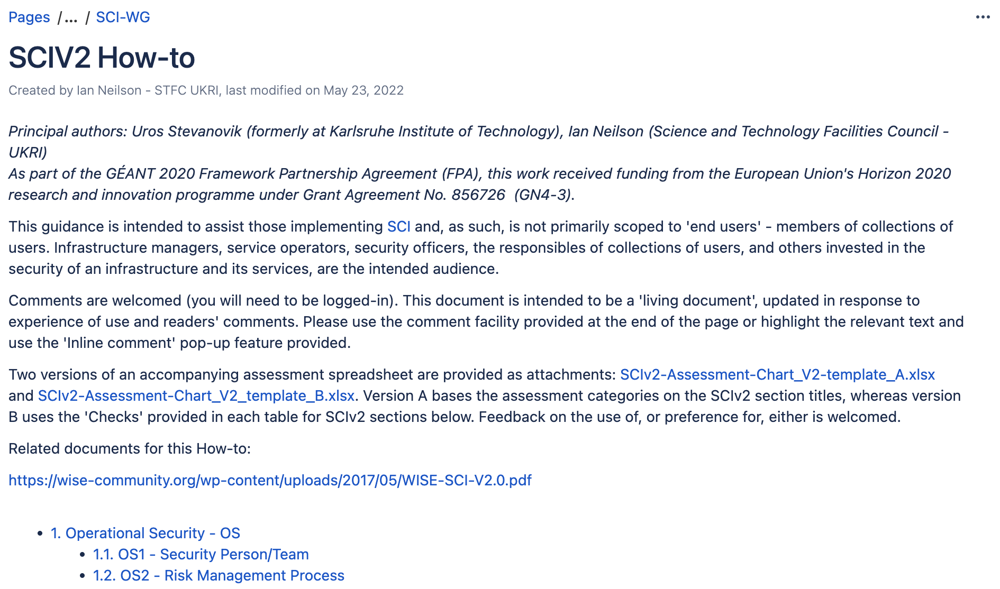 Pages / ... / SCI-WG
SCIV2 How-to
Created by Ian Neilson - STFC UKRI, last modified on May 23, 2022
Principal authors: Uros Stevanovik (formerly at Karlsruhe Institute of Technology), Ian Neilson (Science and Technology Facilities Council -
UKRI)
As part of the GÉANT 2020 Framework Partnership Agreement (FPA), this work received funding from the European Union's Horizon 2020
research and innovation programme under Grant Agreement No. 856726  (GN4-3).
This guidance is intended to assist those implementing SCI and, as such, is not primarily scoped to 'end users' - members of collections of
users. Infrastructure managers, service operators, security officers, the responsibles of collections of users, and others invested in the
security of an infrastructure and its services, are the intended audience.
Comments are welcomed (you will need to be logged-in). This document is intended to be a 'living document', updated in response to
experience of use and readers' comments. Please use the comment facility provided at the end of the page or highlight the relevant text and
use the 'Inline comment' pop-up feature provided.
Two versions of an accompanying assessment spreadsheet are provided as attachments: SCIv2-Assessment-Chart_V2-template_A.xlsx
and SCIv2-Assessment-Chart_V2_template_B.xlsx. Version A bases the assessment categories on the SCIv2 section titles, whereas version
B uses the 'Checks' provided in each table for SCIv2 sections below. Feedback on the use of, or preference for, either is welcomed.
Related documents for this How-to:
https://wise-community.org/wp-content/uploads/2017/05/WISE-SCI-V2.0.pdf
• 1. Operational Security - OS
• 1.1. OS1 - Security Person/Team
• 1.2. OS2 - Risk Management Process